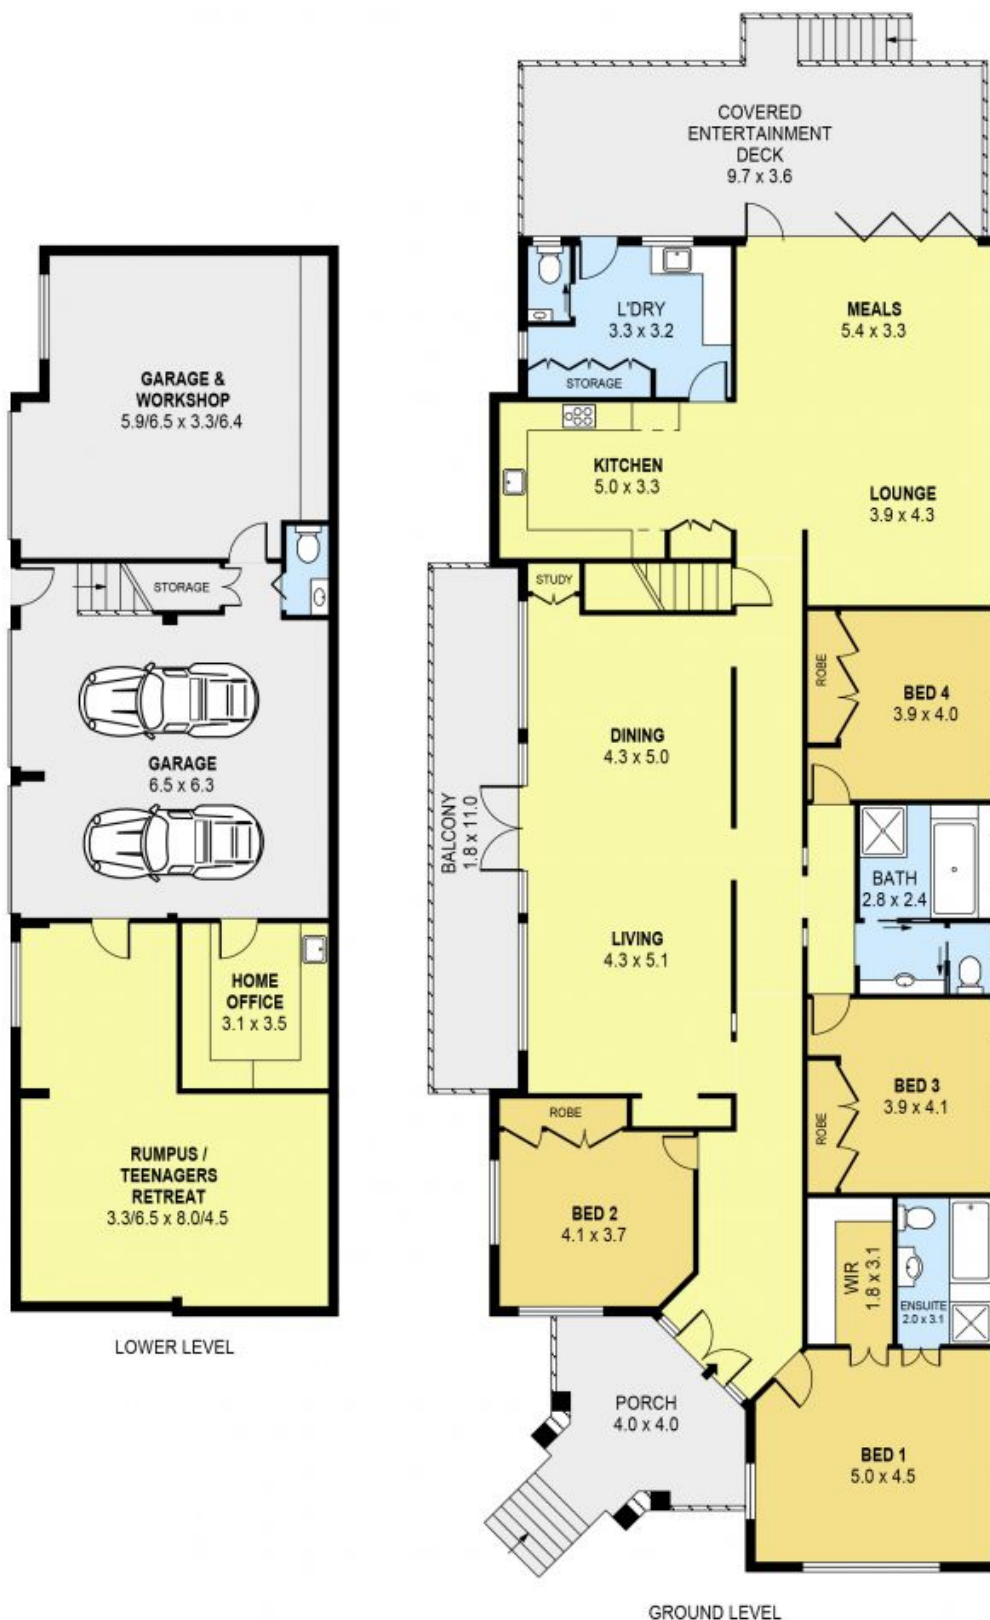 COVERED
ENTERTAINMENT
DECK
9.7 x 3.6
L'DRY
3.3 x 3.2
STORAGE
MEALS
5.4 x 3.3
KITCHEN
5.0 x 3.3
LOUNGE
3.9 x 4.3
STUDY
ROBE
BED 4
3.9 x 4.0
DINING
4.3 x 5.0
BALCONY
1.8 x 11.0
BATH
2.8 x 2.4
LIVING
4.3 x 5.1
BED 3
3.9 x 4.1
ROBE
ROBE
BED 2
4.1 x 3.7
WIR
1.8 x 3.1
ENSUITE
2.0 x 3.1
PORCH
4.0 x 4.0
BED 1
5.0 x 4.5
GROUND LEVEL
GARAGE &
WORKSHOP
5.9/6.5 x 3.3/6.4
STORAGE
GARAGE
6.5 x 6.3
HOME
OFFICE
3.1 x 3.5
RUMPUS /
TEENAGERS
RETREAT
3.3/6.5 x 8.0/4.5
LOWER LEVEL